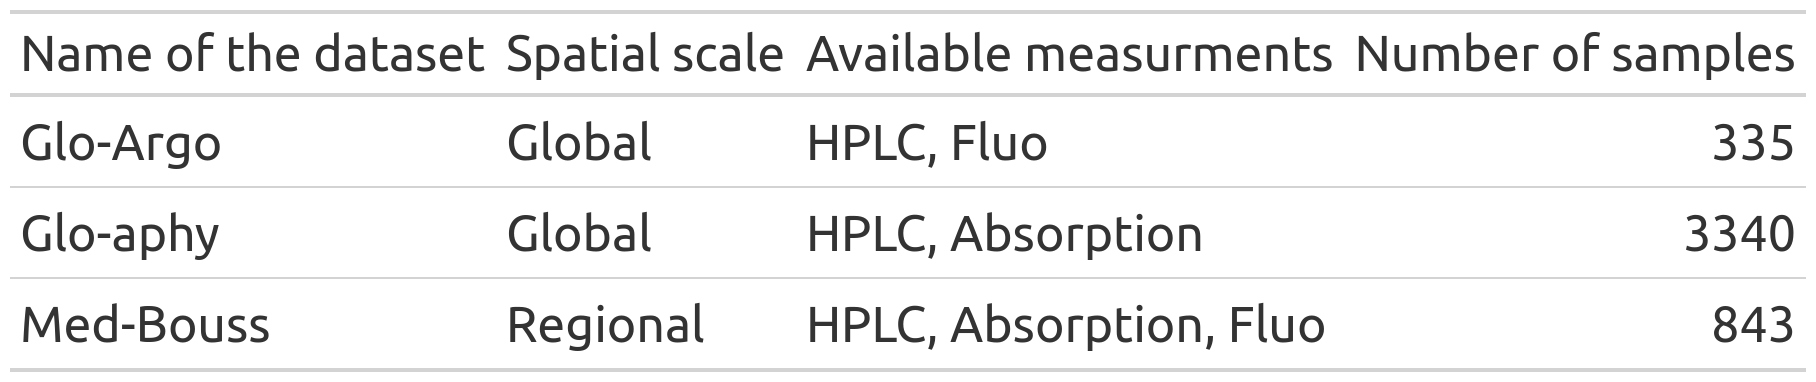 Name of the dataset Spatial scale Available measurments Number of samples
Glo-Argo Global HPLC, Fluo 335
Glo-aphy Global HPLC, Absorption 3340
Med-Bouss Regional HPLC, Absorption, Fluo 843